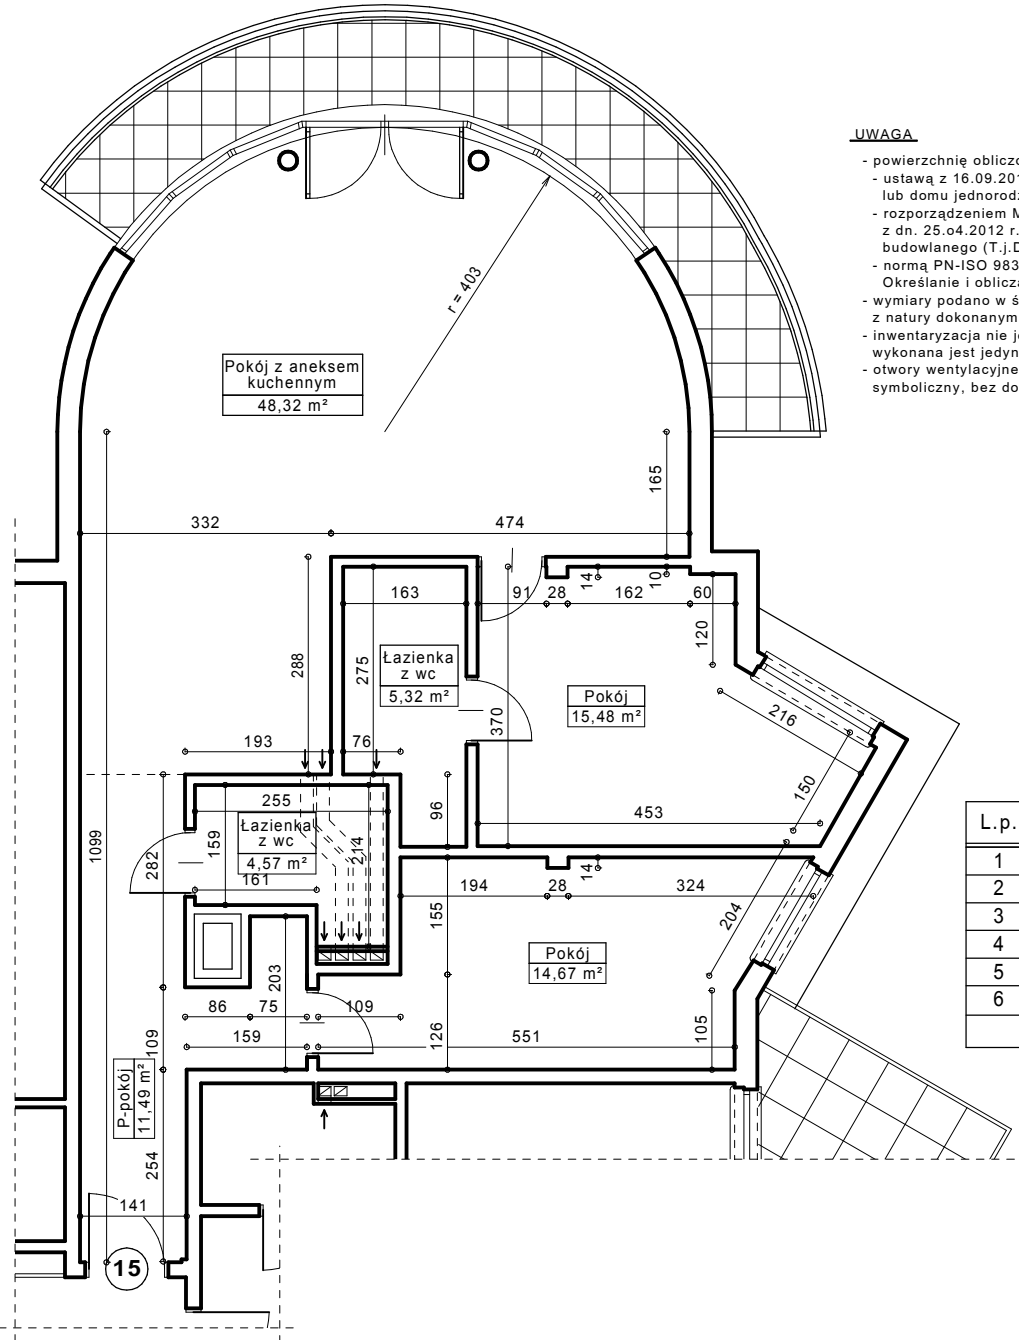 UWAGA
- powierzchnię obliczo
- ustawą z 16.09.201
lub domu jednorodz
- rozporządzeniem M
z dn. 25.o4.2012 r.
budowlanego (T.j.D
- normą PN-ISO 983
Określanie i oblicza
- wymiary podano w ś
z natury dokonanym
- inwentaryzacja nie je
wykonana jest jedyn
- otwory wentylacyjne
symboliczny, bez do
r = 403
Pokój z aneksem
kuchennym
48,32 m²
165
332
474
14
10
163
91
28
162
60
120
288
275
Łazienka
z wc
5,32 m²
370
Pokój
15,48 m²
216
150
193
76
255
96
453
1099
282
159
Łazienka
z wc
4,57 m²
214
161
14
194
28
324
155
204
203
Pokój
14,67 m²
86
75
109
159
126
551
105
109
P-pokój
11,49 m²
254
141
15
L.p.
1
2
3
4
5
6